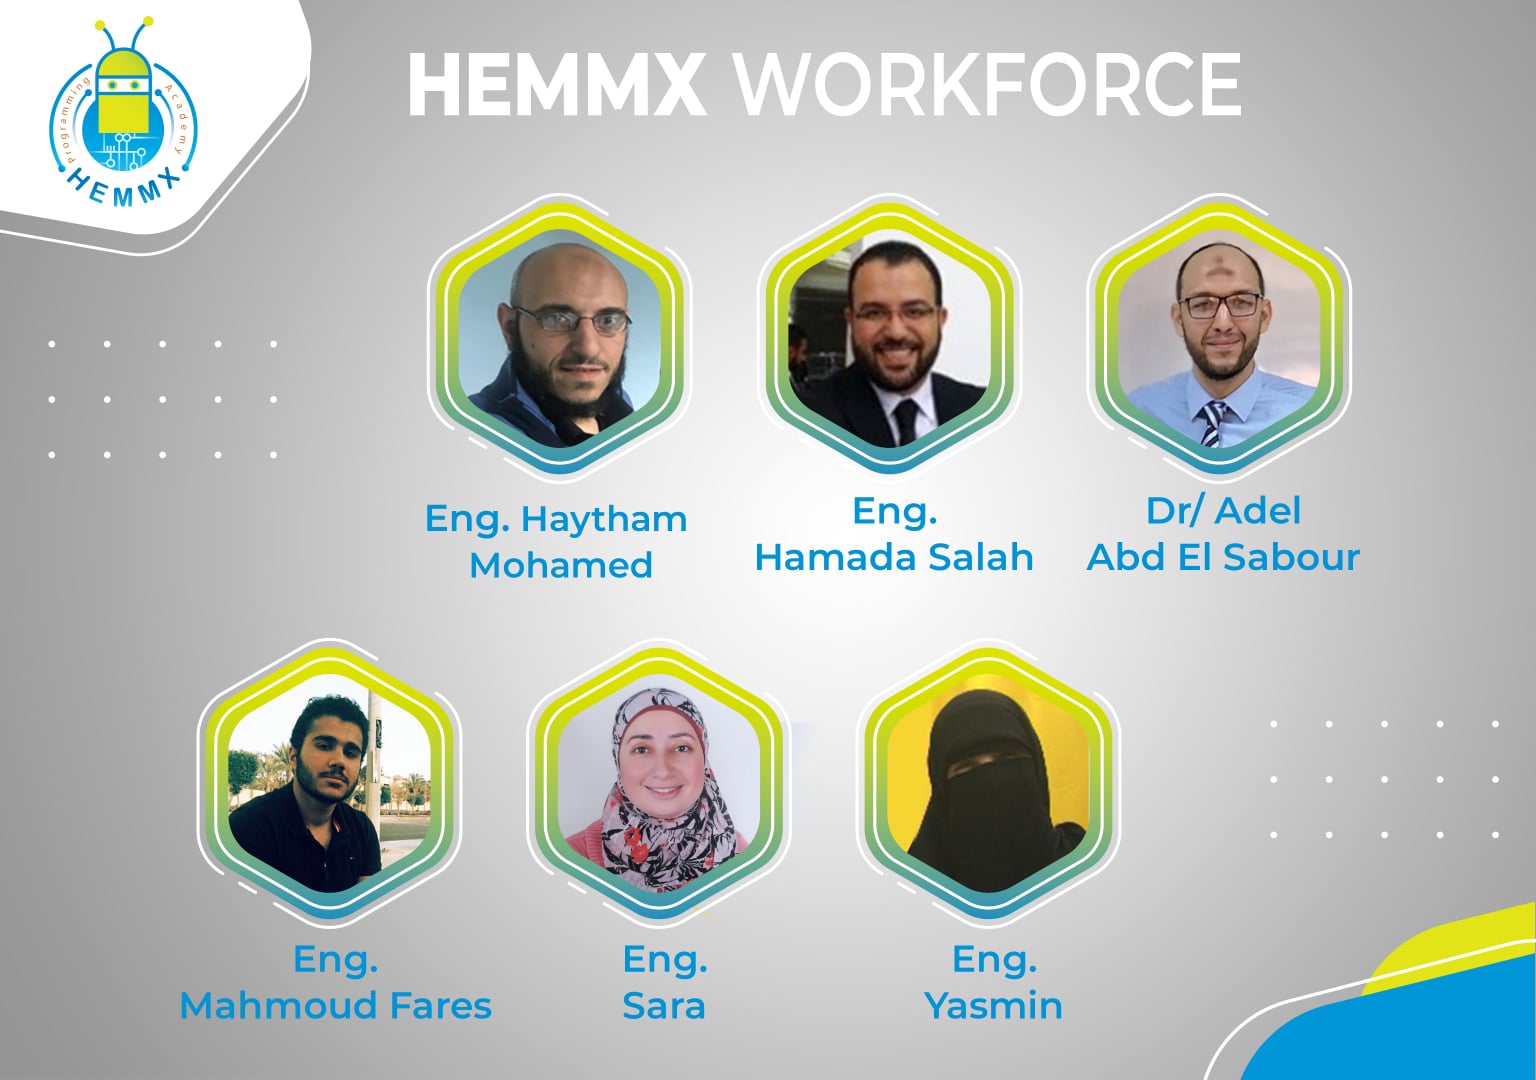 Programming Academy
HEMMX
HEMMX WORKFORCE
Eng. Haytham
Mohamed
Eng.
Hamada Salah
Dr/ Adel
Abd El Sabour
Eng.
Mahmoud Fares
Eng.
Sara
Eng.
Yasmin